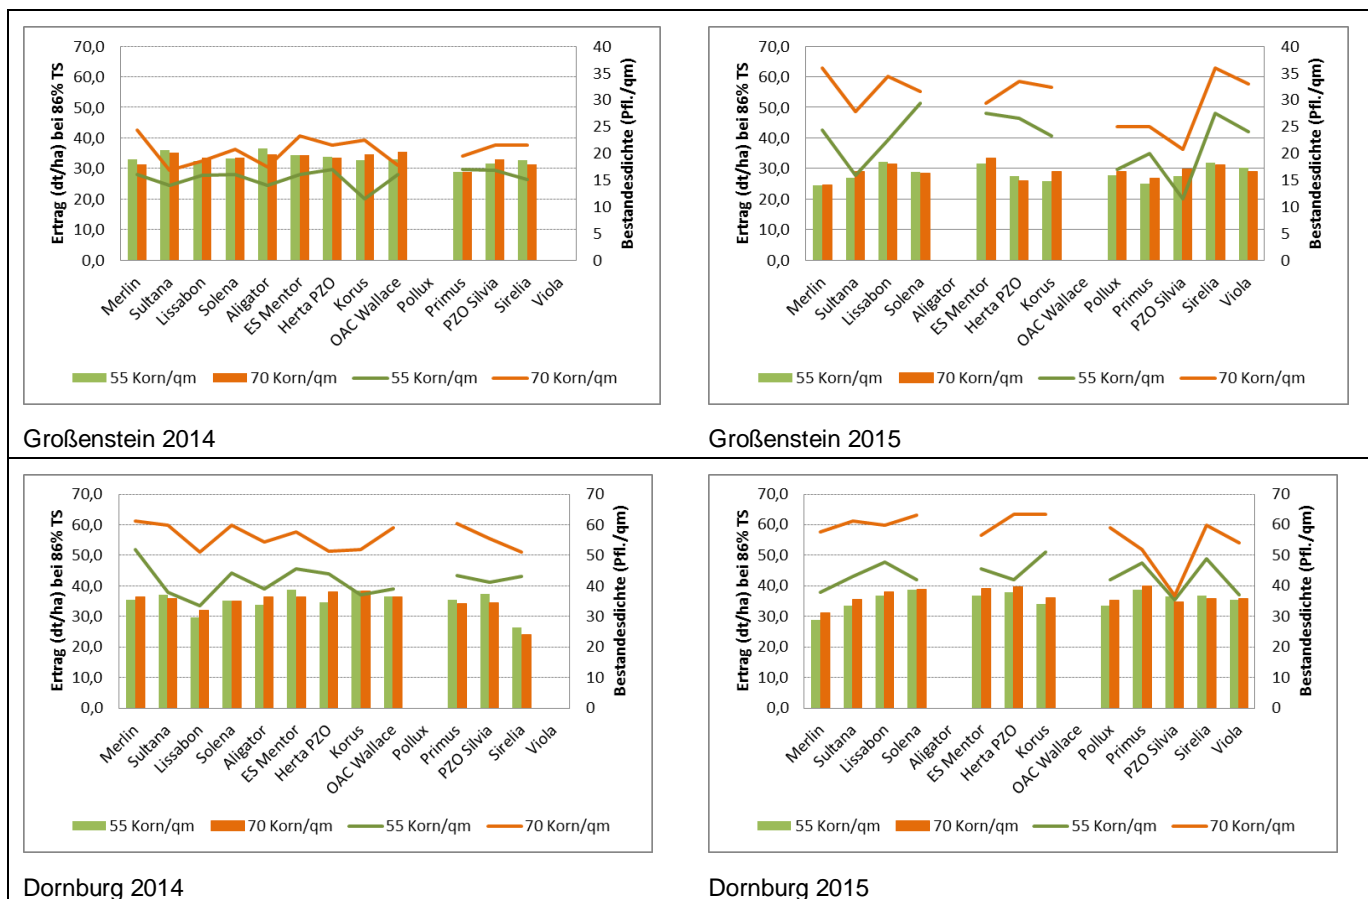 70,0
60,0
50,0
40,0
30,0
20,0
10,0
0,0
Ertrag (dt/ha) bei 86% TS
40
35
30
25
20
15
10
5
0
Bestandesdichte (Pfl./qm)
Merlin
Sultana
Lissabon
Solena
Aligator
ES Mentor
Herta PZO
Korus
OAC Wallace
Pollux
Primus
PZO Silvia
Sirelia
Viola
55 Korn/qm 70 Korn/qm 55 Korn/qm 70 Korn/qm
Großenstein 2014
70,0
60,0
50,0
40,0
30,0
20,0
10,0
0,0
Ertrag (dt/ha) bei 86% TS
40
35
30
25
20
15
10
5
0
Bestandesdichte (Pfl./qm)
Merlin
Sultana
Lissabon
Solena
Aligator
ES Mentor
Herta PZO
Korus
OAC Wallace
Pollux
Primus
PZO Silvia
Sirelia
Viola
55 Korn/qm 70 Korn/qm 55 Korn/qm 70 Korn/qm
Großenstein 2015
70,0
60,0
50,0
40,0
30,0
20,0
10,0
0,0
Ertrag (dt/ha) bei 86% TS
70
60
50
40
30
20
10
0
Bestandesdichte (Pfl./qm)
Merlin
Sultana
Lissabon
Solena
Aligator
ES Mentor
Herta PZO
Korus
OAC Wallace
Pollux
Primus
PZO Silvia
Sirelia
Viola
55 Korn/qm 70 Korn/qm 55 Korn/qm 70 Korn/qm
Dornburg 2014
70,0
60,0
50,0
40,0
30,0
20,0
10,0
0,0
Ertrag (dt/ha) bei 86% TS
70
60
50
40
30
20
10
0
Bestandesdichte (Pfl./qm)
Merlin
Sultana
Lissabon
Solena
Aligator
ES Mentor
Herta PZO
Korus
OAC Wallace
Pollux
Primus
PZO Silvia
Sirelia
Viola
55 Korn/qm 70 Korn/qm 55 Korn/qm 70 Korn/qm
Dornburg 2015